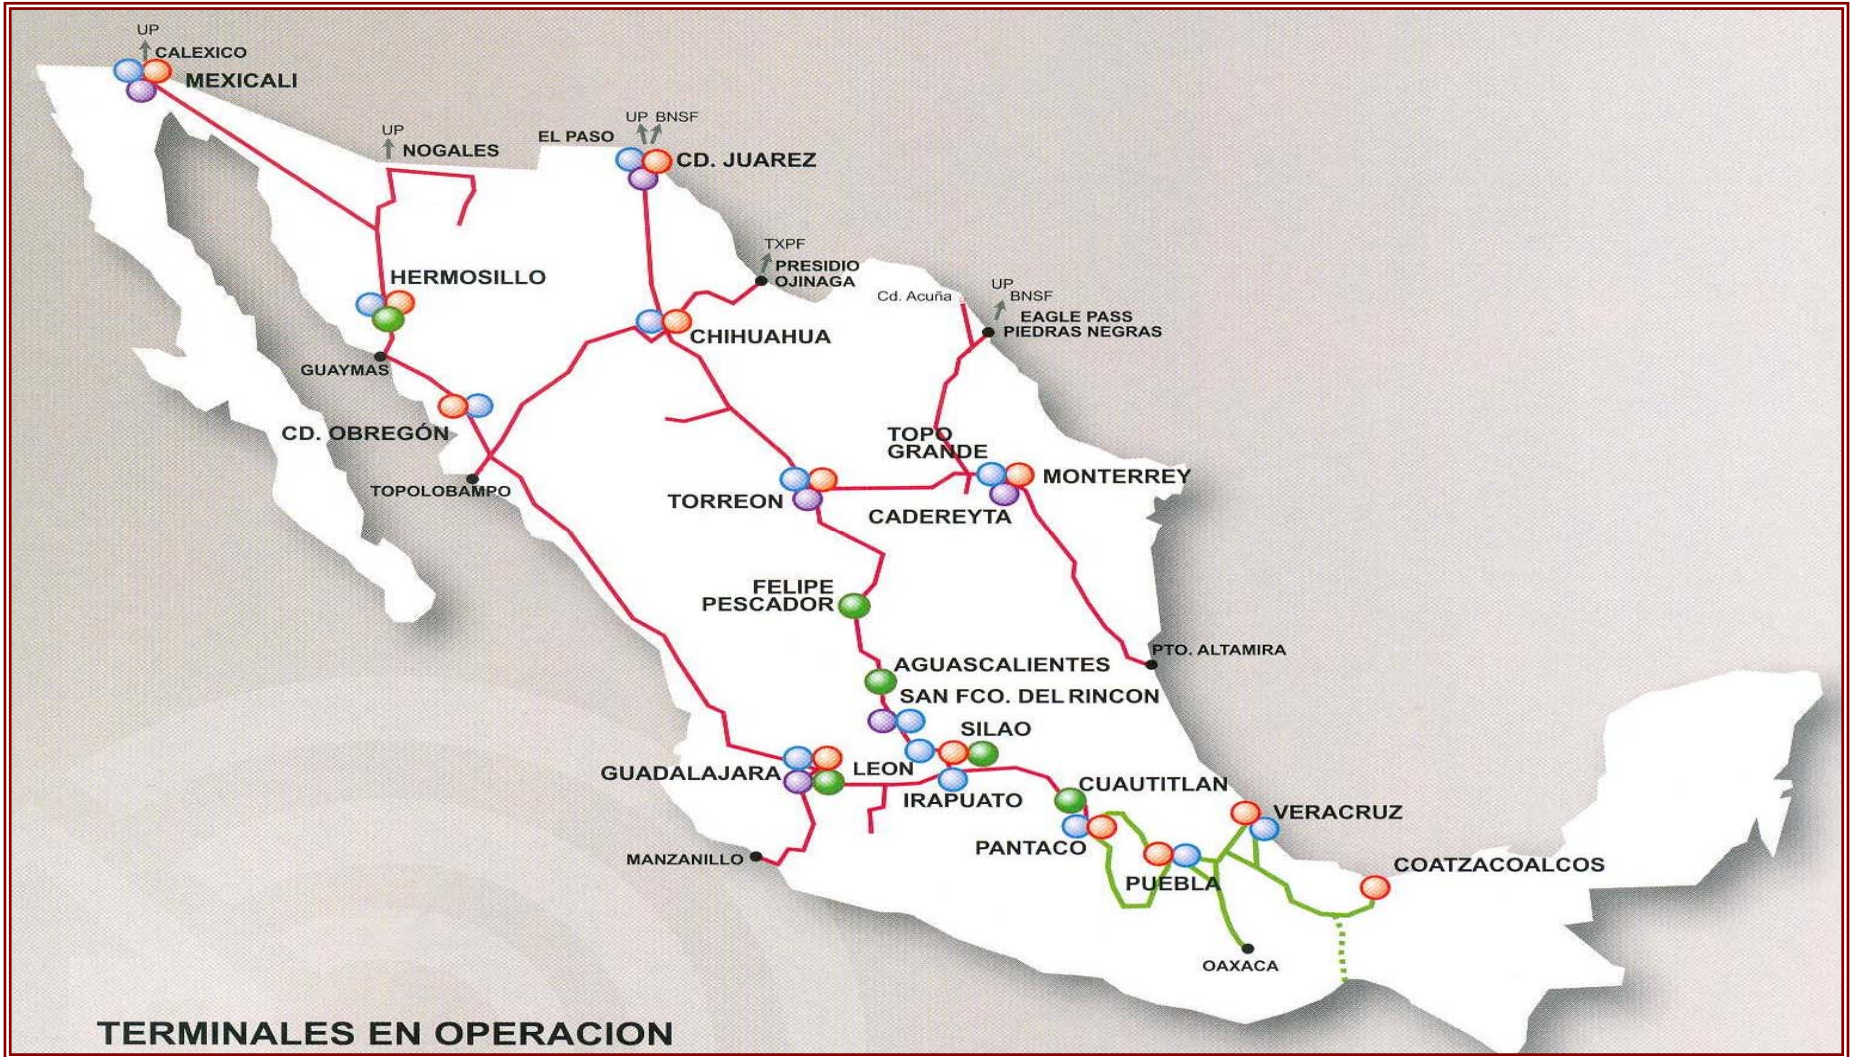 UP
CALEXICO
MEXICALI
UP
NOGALES
UP BNSF
EL PASO
CD. JUAREZ
TXPF
PRESIDIO
OJINAGA
HERMOSILLO
Cd. Acuña
UP
BNSF
EAGLE PASS
PIEDRAS NEGRAS
CHIHUAHUA
GUAYMAS
CD. OBREGÓN
TOPOLOBAMPO
TOPO
GRANDE
MONTERREY
TORREON
CADEREYTA
FELIPE
PESCADOR
PTO. ALTAMIRA
AGUASCALIENTES
SAN FCO. DEL RINCON
SILAO
GUADALAJARA
LEON
IRAPUATO
CUAUTITLAN
VERACRUZ
PANTACO
MANZANILLO
PUEBLA
COATZACOALCOS
OAXACA
TERMINALES EN OPERACION